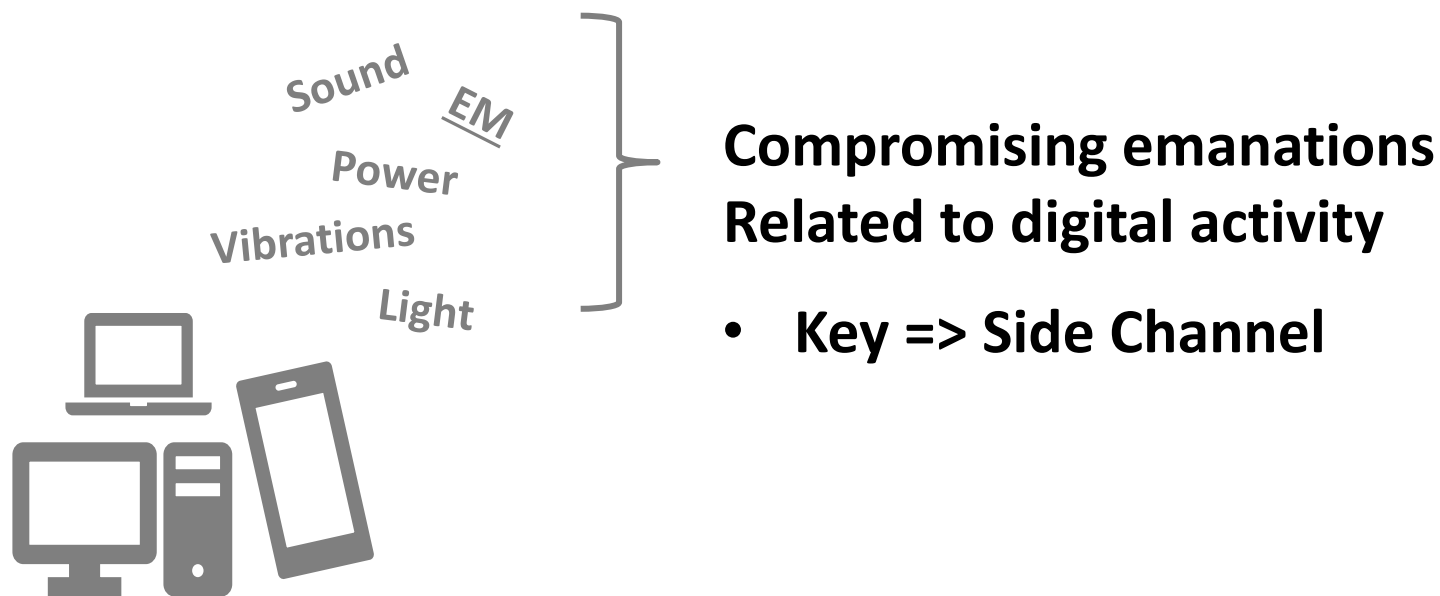 Sound
EM
Power
Vibrations
Light
Compromising emanations
Related to digital activity
• Key => Side Channel